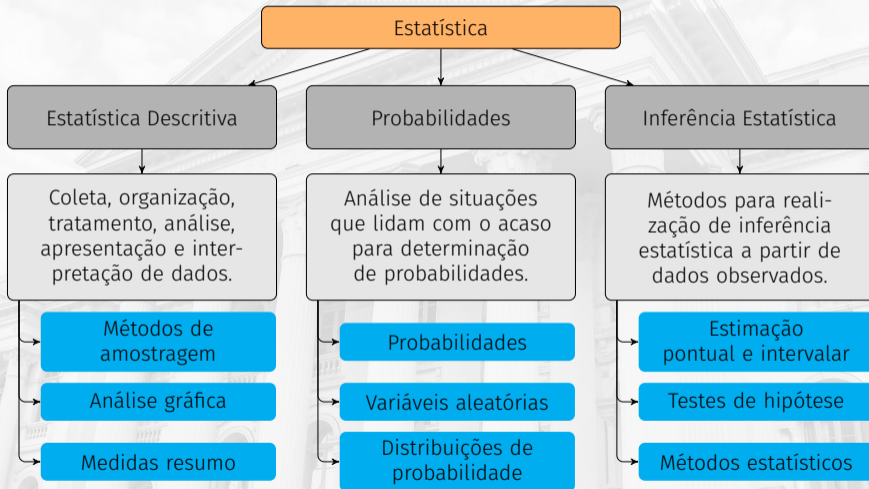 Estatística
Estatística Descritiva
Probabilidades
Inferência Estatística
Coleta, organização,
tratamento, análise,
apresentação e inter-
pretação de dados.
Análise de situações
que lidam com o acaso
para determinação
de probabilidades.
Métodos para reali-
zação de inferência
estatística a partir de
dados observados.
Métodos de
amostragem
Análise gráfica
Medidas resumo
Probabilidades
Variáveis aleatórias
Distribuições de
probabilidade
Estimação
pontual e intervalar
Testes de hipótese
Métodos estatísticos